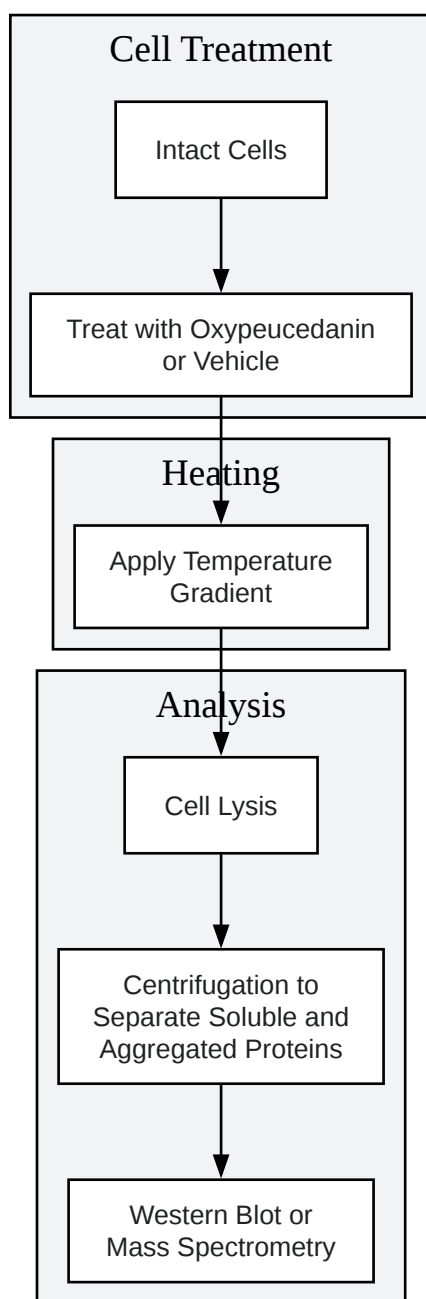 Cell Treatment
Intact Cells
Treat with Oxypeucedanin
or Vehicle
Heating
Apply Temperature
Gradient
Analysis
Cell Lysis
Centrifugation to
Separate Soluble and
Aggregated Proteins
Western Blot or
Mass Spectrometry